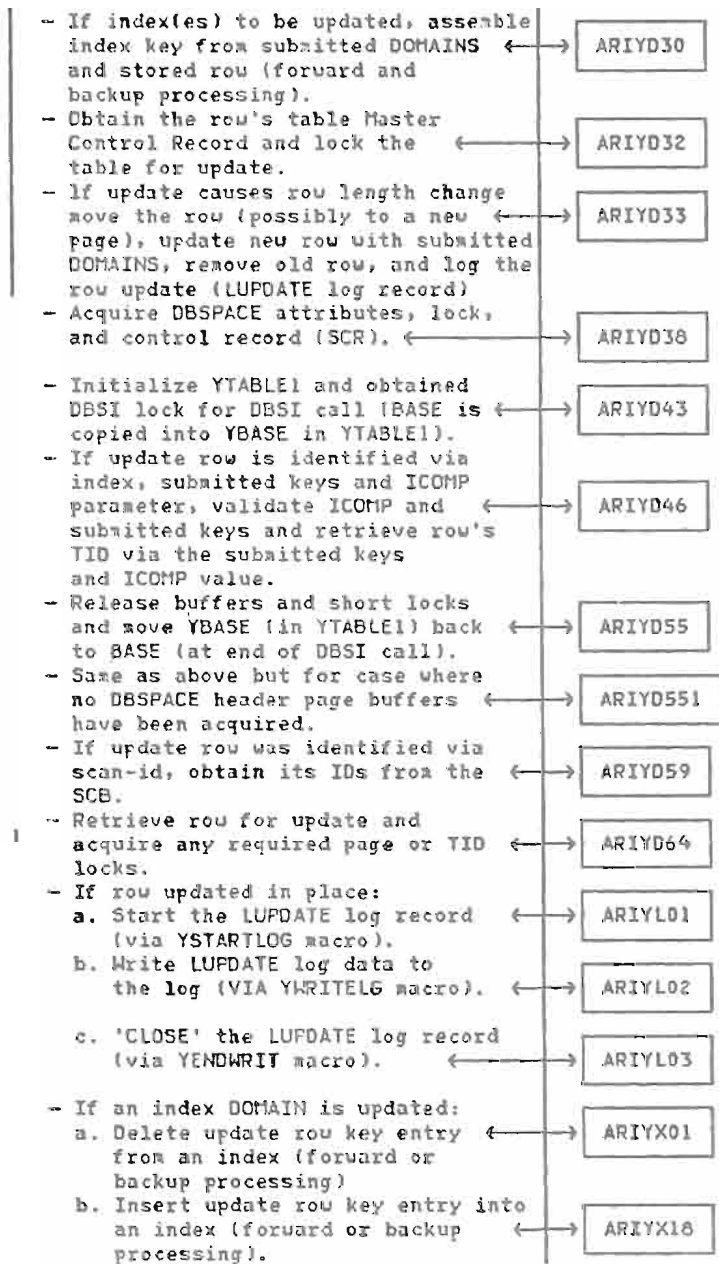 - If index(es) to be updated, assemble
index key from submitted DOMAINS ARIYD30
and stored row (forward and
backup processing).
- Obtain the row's table Master
Control Record and lock the ARIYD32
table for update.
- If update causes row length change
move the row (possibly to a new ARIYD33
page), update new row with submitted
DOMAINS, remove old row, and log the
row update (LUPDATE log record)
- Acquire DBSPACE attributes, lock,
and control record (SCR). ARIYD38
- Initialize YTABLE1 and obtained
DBSI lock for DBSI call (BASE is ARIYD43
copied into YBASE in YTABLE1).
- If update row is identified via
index, submitted keys and ICOMP
parameter, validate ICOMP and ARIYD46
submitted keys and retrieve row's
TID via the submitted keys
and ICOMP value.
- Release buffers and short locks
and move YBASE (in YTABLE1) back ARIYD55
to BASE (at end of DBSI call).
- Same as above but for case where
no DBSPACE header page buffers ARIYD551
have been acquired.
- If update row was identified via
scan-id, obtain its IDs from the ARIYD59
SCB.
- Retrieve row for update and
acquire any required page or TID ARIYD64
locks.
- If row updated in place:
a. Start the LUPDATE log record ARIYL01
(via YSTARTLOG macro).
b. Write LUPDATE log data to
the log (VIA YWRITELG macro). ARIYL02
c. 'CLOSE' the LUPDATE log record
(via YENDWRIT macro). ARIYL03
- If an index DOMAIN is updated:
a. Delete update row key entry ARIYX01
from an index (forward or
backup processing)
b. Insert update row key entry into
an index (forward or backup ARIYX18
processing).